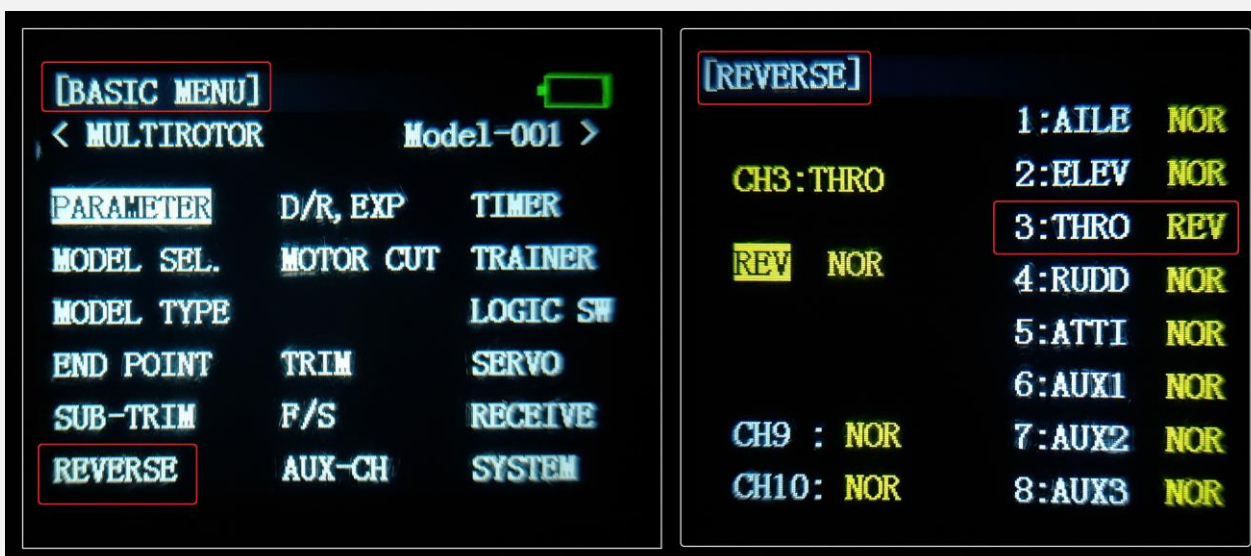 [BASIC MENU]
< MULTIROTOR Model-001 >
PARAMETER D/R, EXP TIMER
MODEL SEL. MOTOR CUT TRAINER
MODEL TYPE LOGIC SW
END POINT TRIM SERVO
SUB-TRIM F/S RECEIVE
REVERSE AUX-CH SYSTEM
[REVERSE]
CH3:THRO
REV NOR
CH9 : NOR
CH10: NOR
1:AILE NOR
2:ELEV NOR
3:THRO REV
4:RUDD NOR
5:ATTI NOR
6:AUX1 NOR
7:AUX2 NOR
8:AUX3 NOR